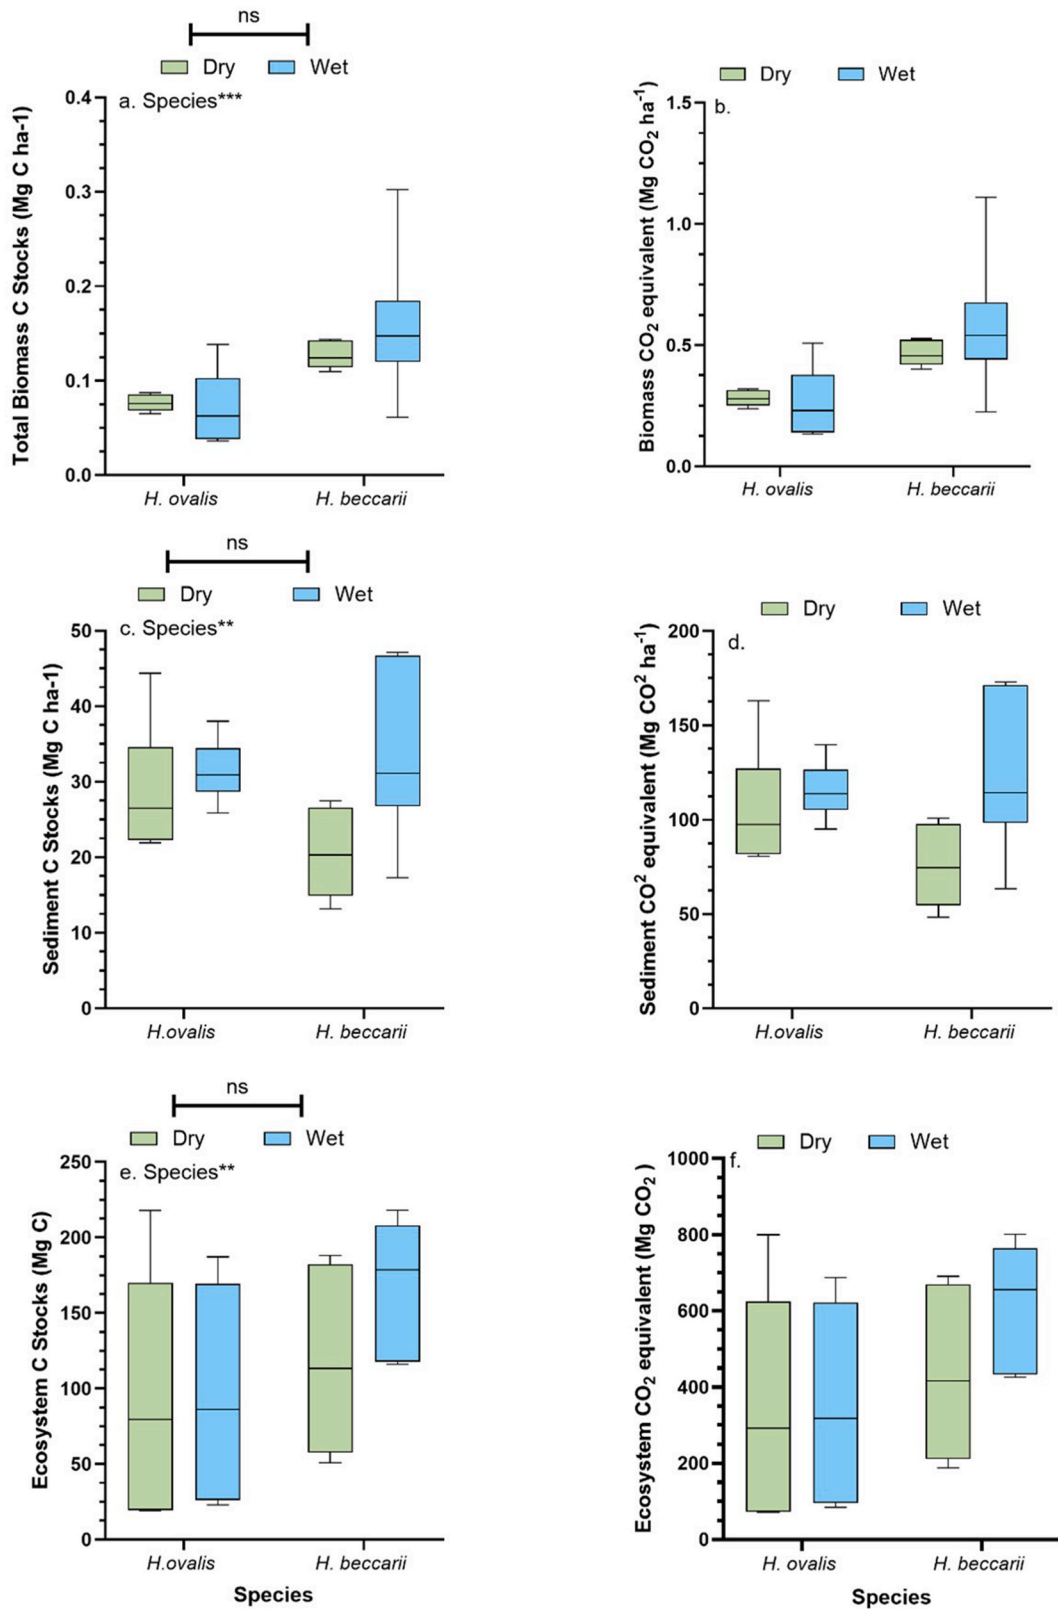 ns
Dry Wet
a. Species***
Total Biomass C Stocks (Mg C ha-1)
0.4
0.3
0.2
0.1
0.0
H. ovalis H. beccarii
Dry Wet
b.
Biomass CO2 equivalent (Mg CO2 ha-1)
1.5
1.0
0.5
0.0
H. ovalis H. beccarii
ns
Dry Wet
c. Species**
Sediment C Stocks (Mg C ha-1)
50
40
30
20
10
0
H.ovalis H. beccarii
Dry Wet
d.
Sediment CO2 equivalent (Mg CO2 ha-1)
200
150
100
50
0
H. ovalis H. beccarii
ns
Dry Wet
e. Species**
Ecosystem C Stocks (Mg C)
250
200
150
100
50
0
H.ovalis H. beccarii
Species
Dry Wet
f.
Ecosystem CO2 equivalent (Mg CO2 )
1000
800
600
400
200
0
H. ovalis H. beccarii
Species